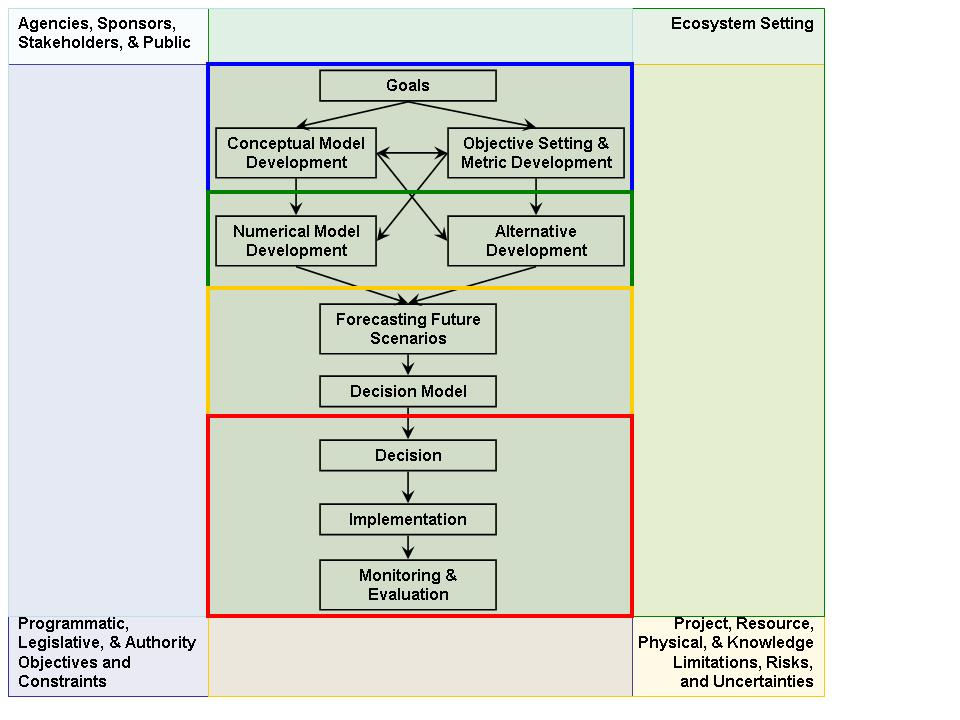 Agencies, Sponsors,
Stakeholders, & Public
Ecosystem Setting
Goals
Conceptual Model
Development
Objective Setting &
Metric Development
Numerical Model
Development
Alternative
Development
Forecasting Future
Scenarios
Decision Model
Decision
Implementation
Monitoring &
Evaluation
Programmatic,
Legislative, & Authority
Objectives and
Constraints
Project, Resource,
Physical, & Knowledge
Limitations, Risks,
and Uncertainties